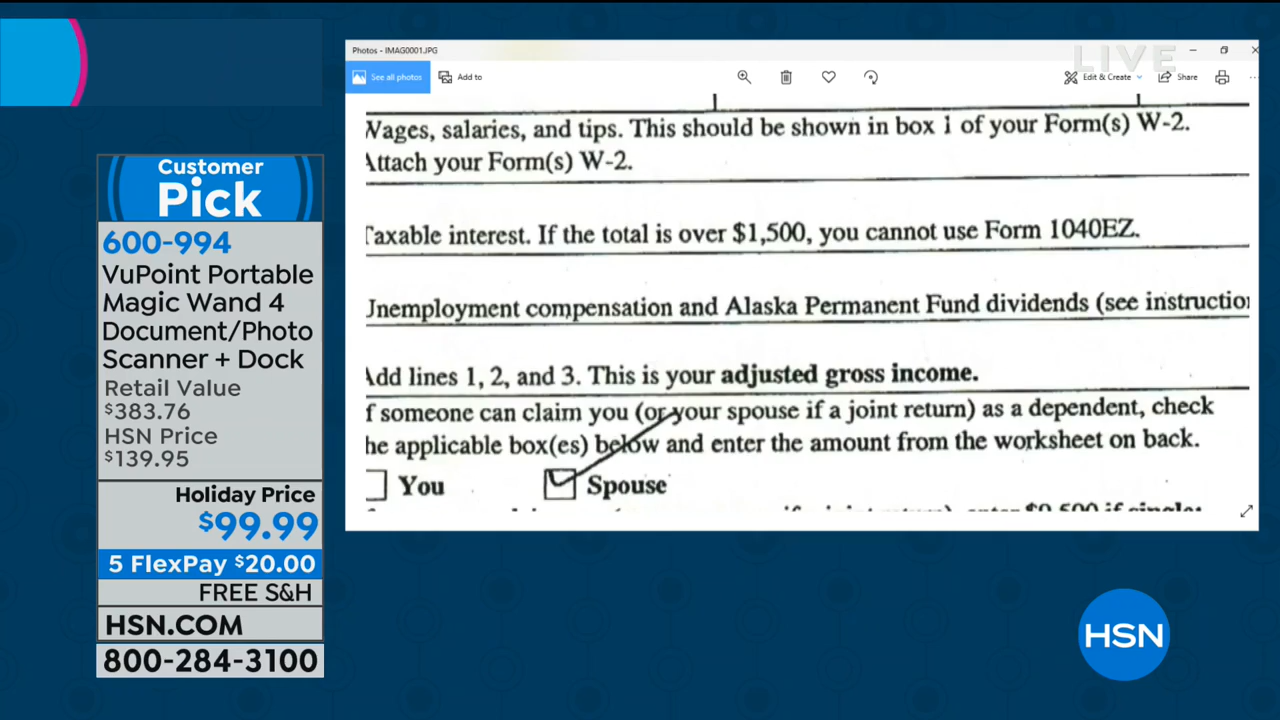 LIVE
Customer
Pick
600-994
VuPoint Portable
Magic Wand 4
Document/Photo
Scanner + Dock
Retail Value
$383.76
HSN Price
$139.95
Holiday Price
$99.99
5 FlexPay $20.00
FREE S&H
HSN.COM
800-284-3100
Photos - IMAG0001.JPG
See all photos
Add to
Edit & Create
Share
Wages, salaries, and tips. This should be shown in box 1 of your Form(s) W-2.
Attach your Form(s) W-2.
Taxable interest. If the total is over $1,500, you cannot use Form 1040EZ.
Unemployment compensation and Alaska Permanent Fund dividends (see instructio
Add lines 1, 2, and 3. This is your adjusted gross income.
f someone can claim you (or your spouse if a joint return) as a dependent, check
he applicable box(es) below and enter the amount from the worksheet on back.
You
Spouse
HSN